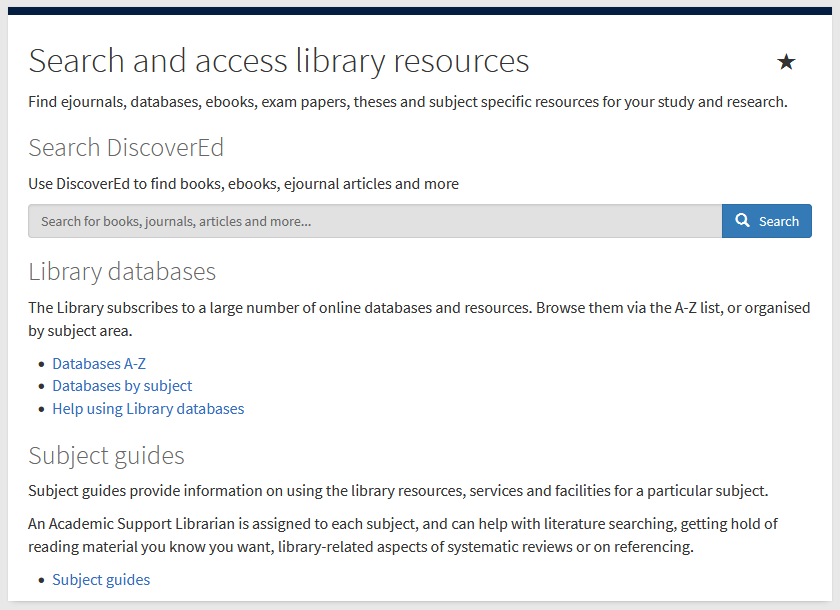 Search and access library resources
Find ejournals, databases, ebooks, exam papers, theses and subject specific resources for your study and research.
Search DiscoverEd
Use DiscoverEd to find books, ebooks, ejournal articles and more
Search for books, journals, articles and more...
Search
Library databases
The Library subscribes to a large number of online databases and resources. Browse them via the A-Z list, or organised
by subject area.
Databases A-Z
Databases by subject
Help using Library databases
Subject guides
Subject guides provide information on using the library resources, services and facilities for a particular subject.
An Academic Support Librarian is assigned to each subject, and can help with literature searching, getting hold of
reading material you know you want, library-related aspects of systematic reviews or on referencing.
Subject guides